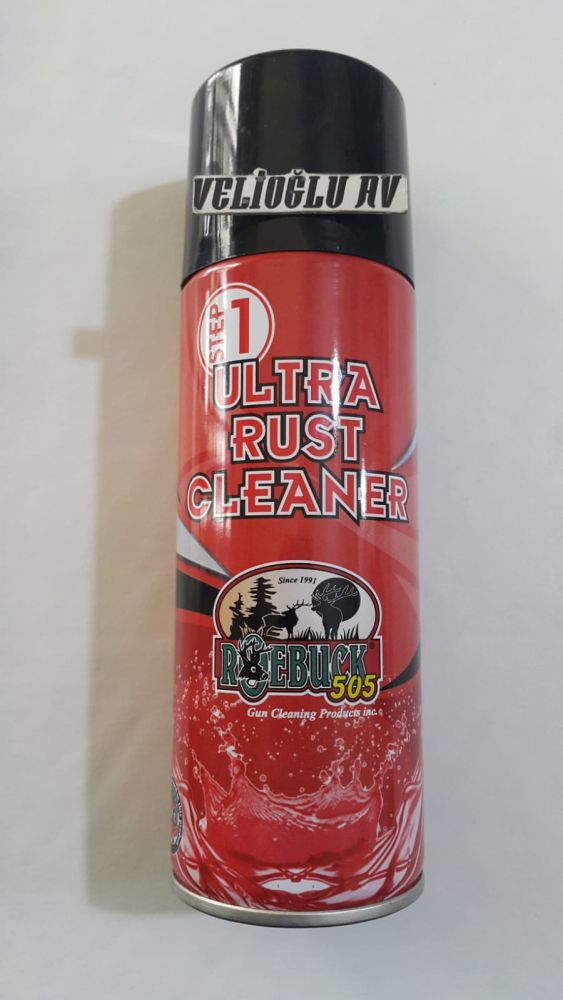 VELİOĞLU AV
STEP 1
ULTRA
RUST
CLEANER
Since 1991
ROEBUCK®
505
Gun Cleaning Products inc.